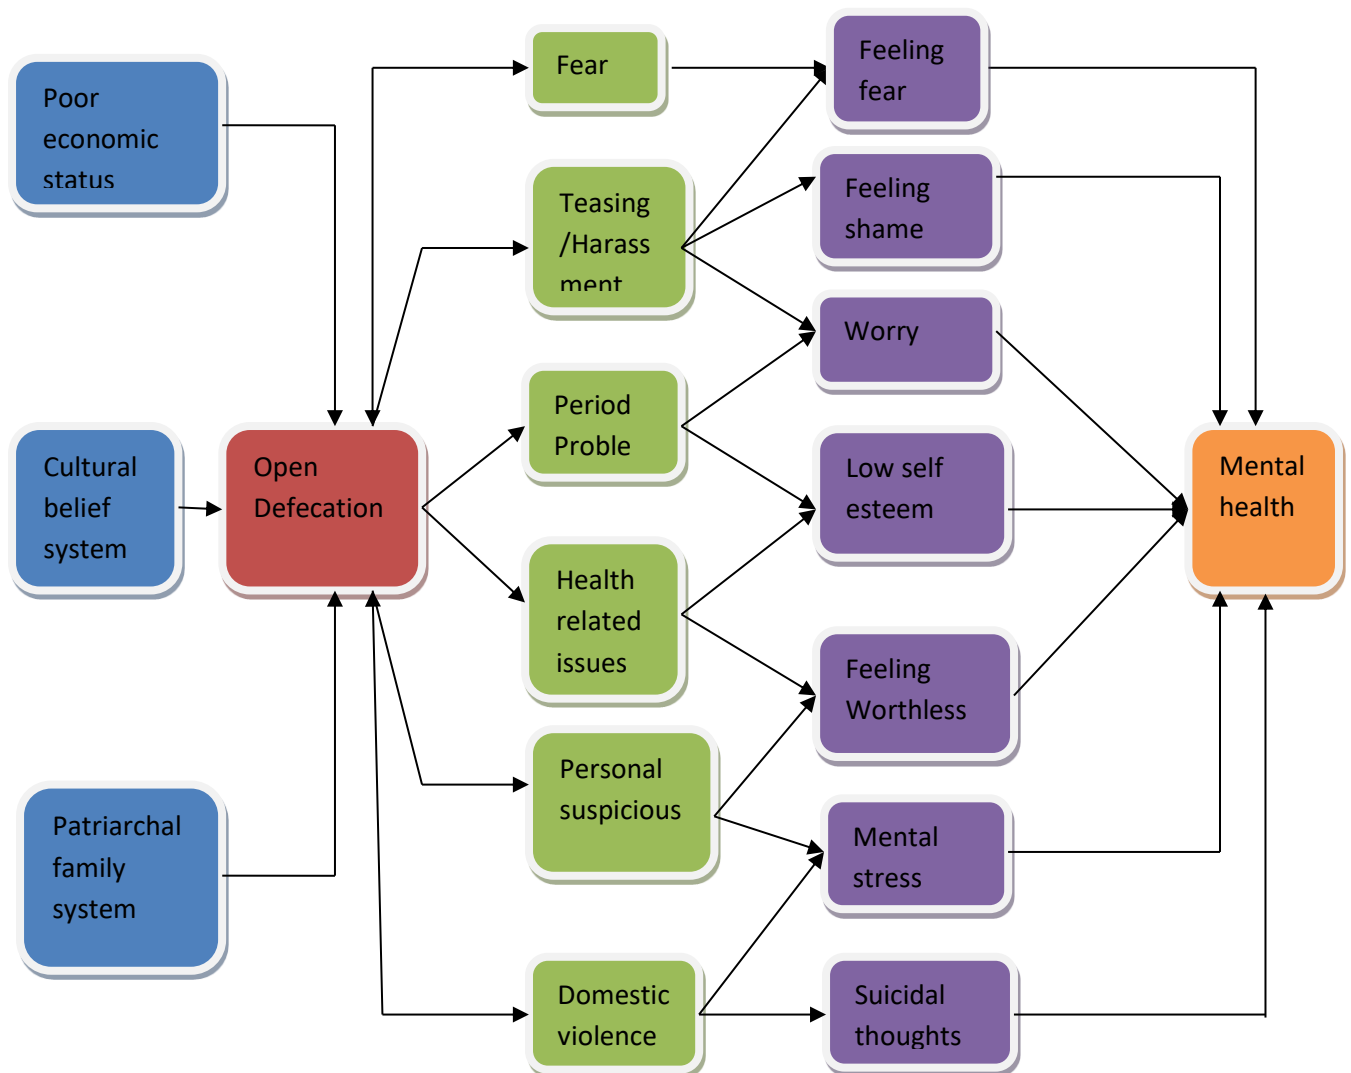 Poor
economic
status
Cultural
belief
system
Patriarchal
family
system
Open
Defecation
Fear
Teasing
/Harass
ment
Period
Proble
Health
related
issues
Personal
suspicious
Domestic
violence
Feeling
fear
Feeling
shame
Worry
Low self
esteem
Feeling
Worthless
Mental
stress
Suicidal
thoughts
Mental
health